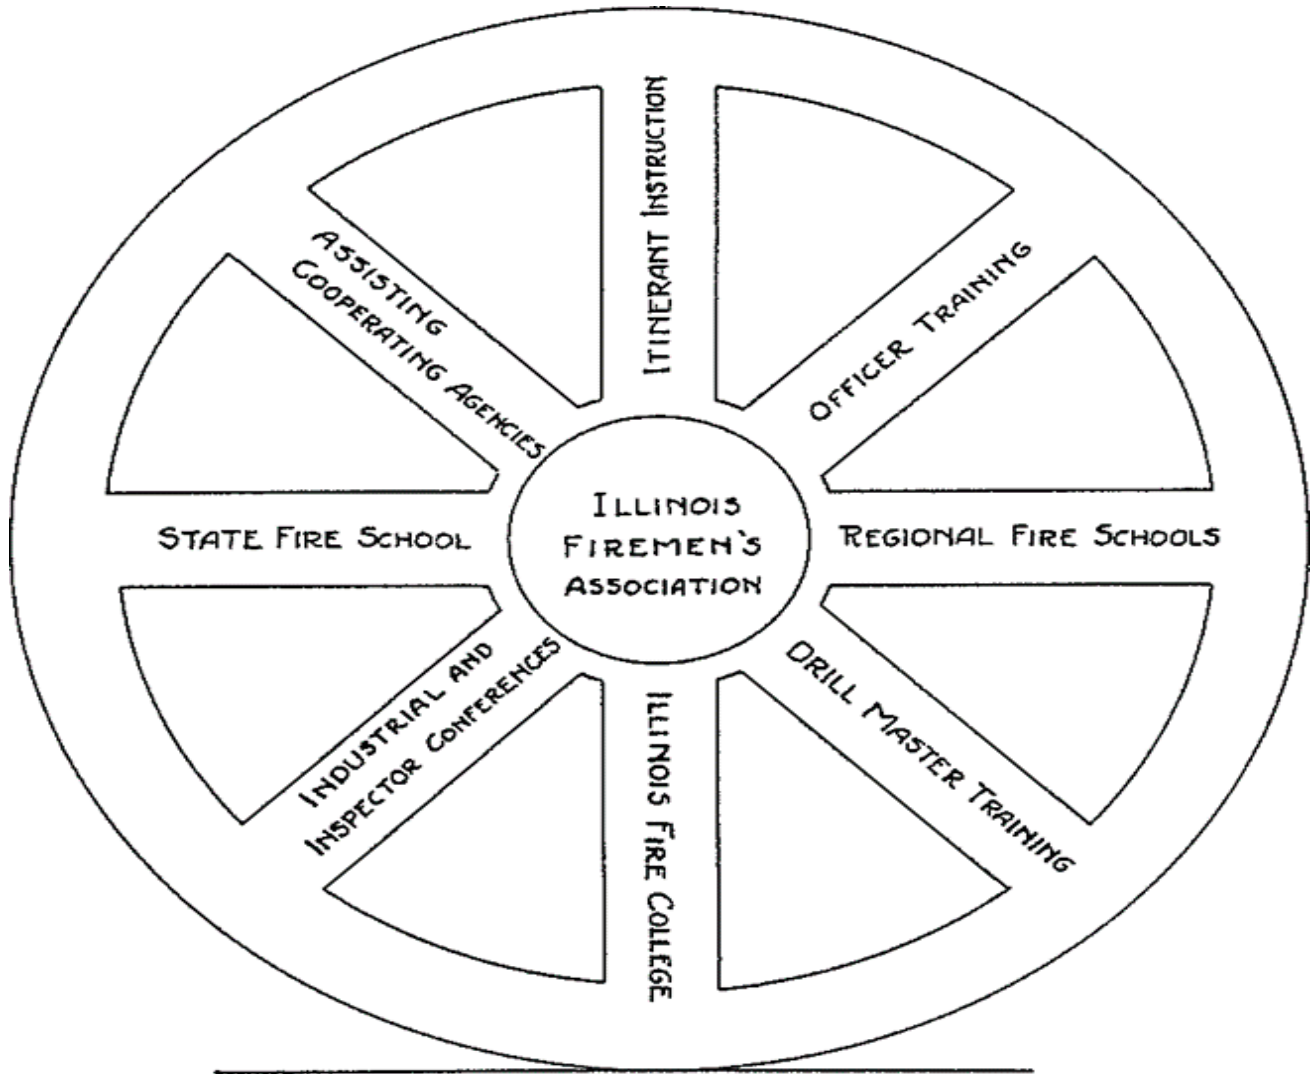 ITINERANT INSTRUCTION
OFFICER TRAINING
REGIONAL FIRE SCHOOLS
DRILL MASTER TRAINING
ILLINOIS FIRE COLLEGE
INDUSTRIAL AND
INSPECTOR CONFERENCES
STATE FIRE SCHOOL
ASSISTING
COOPERATING AGENCIES
ILLINOIS
FIREMEN'S
ASSOCIATION